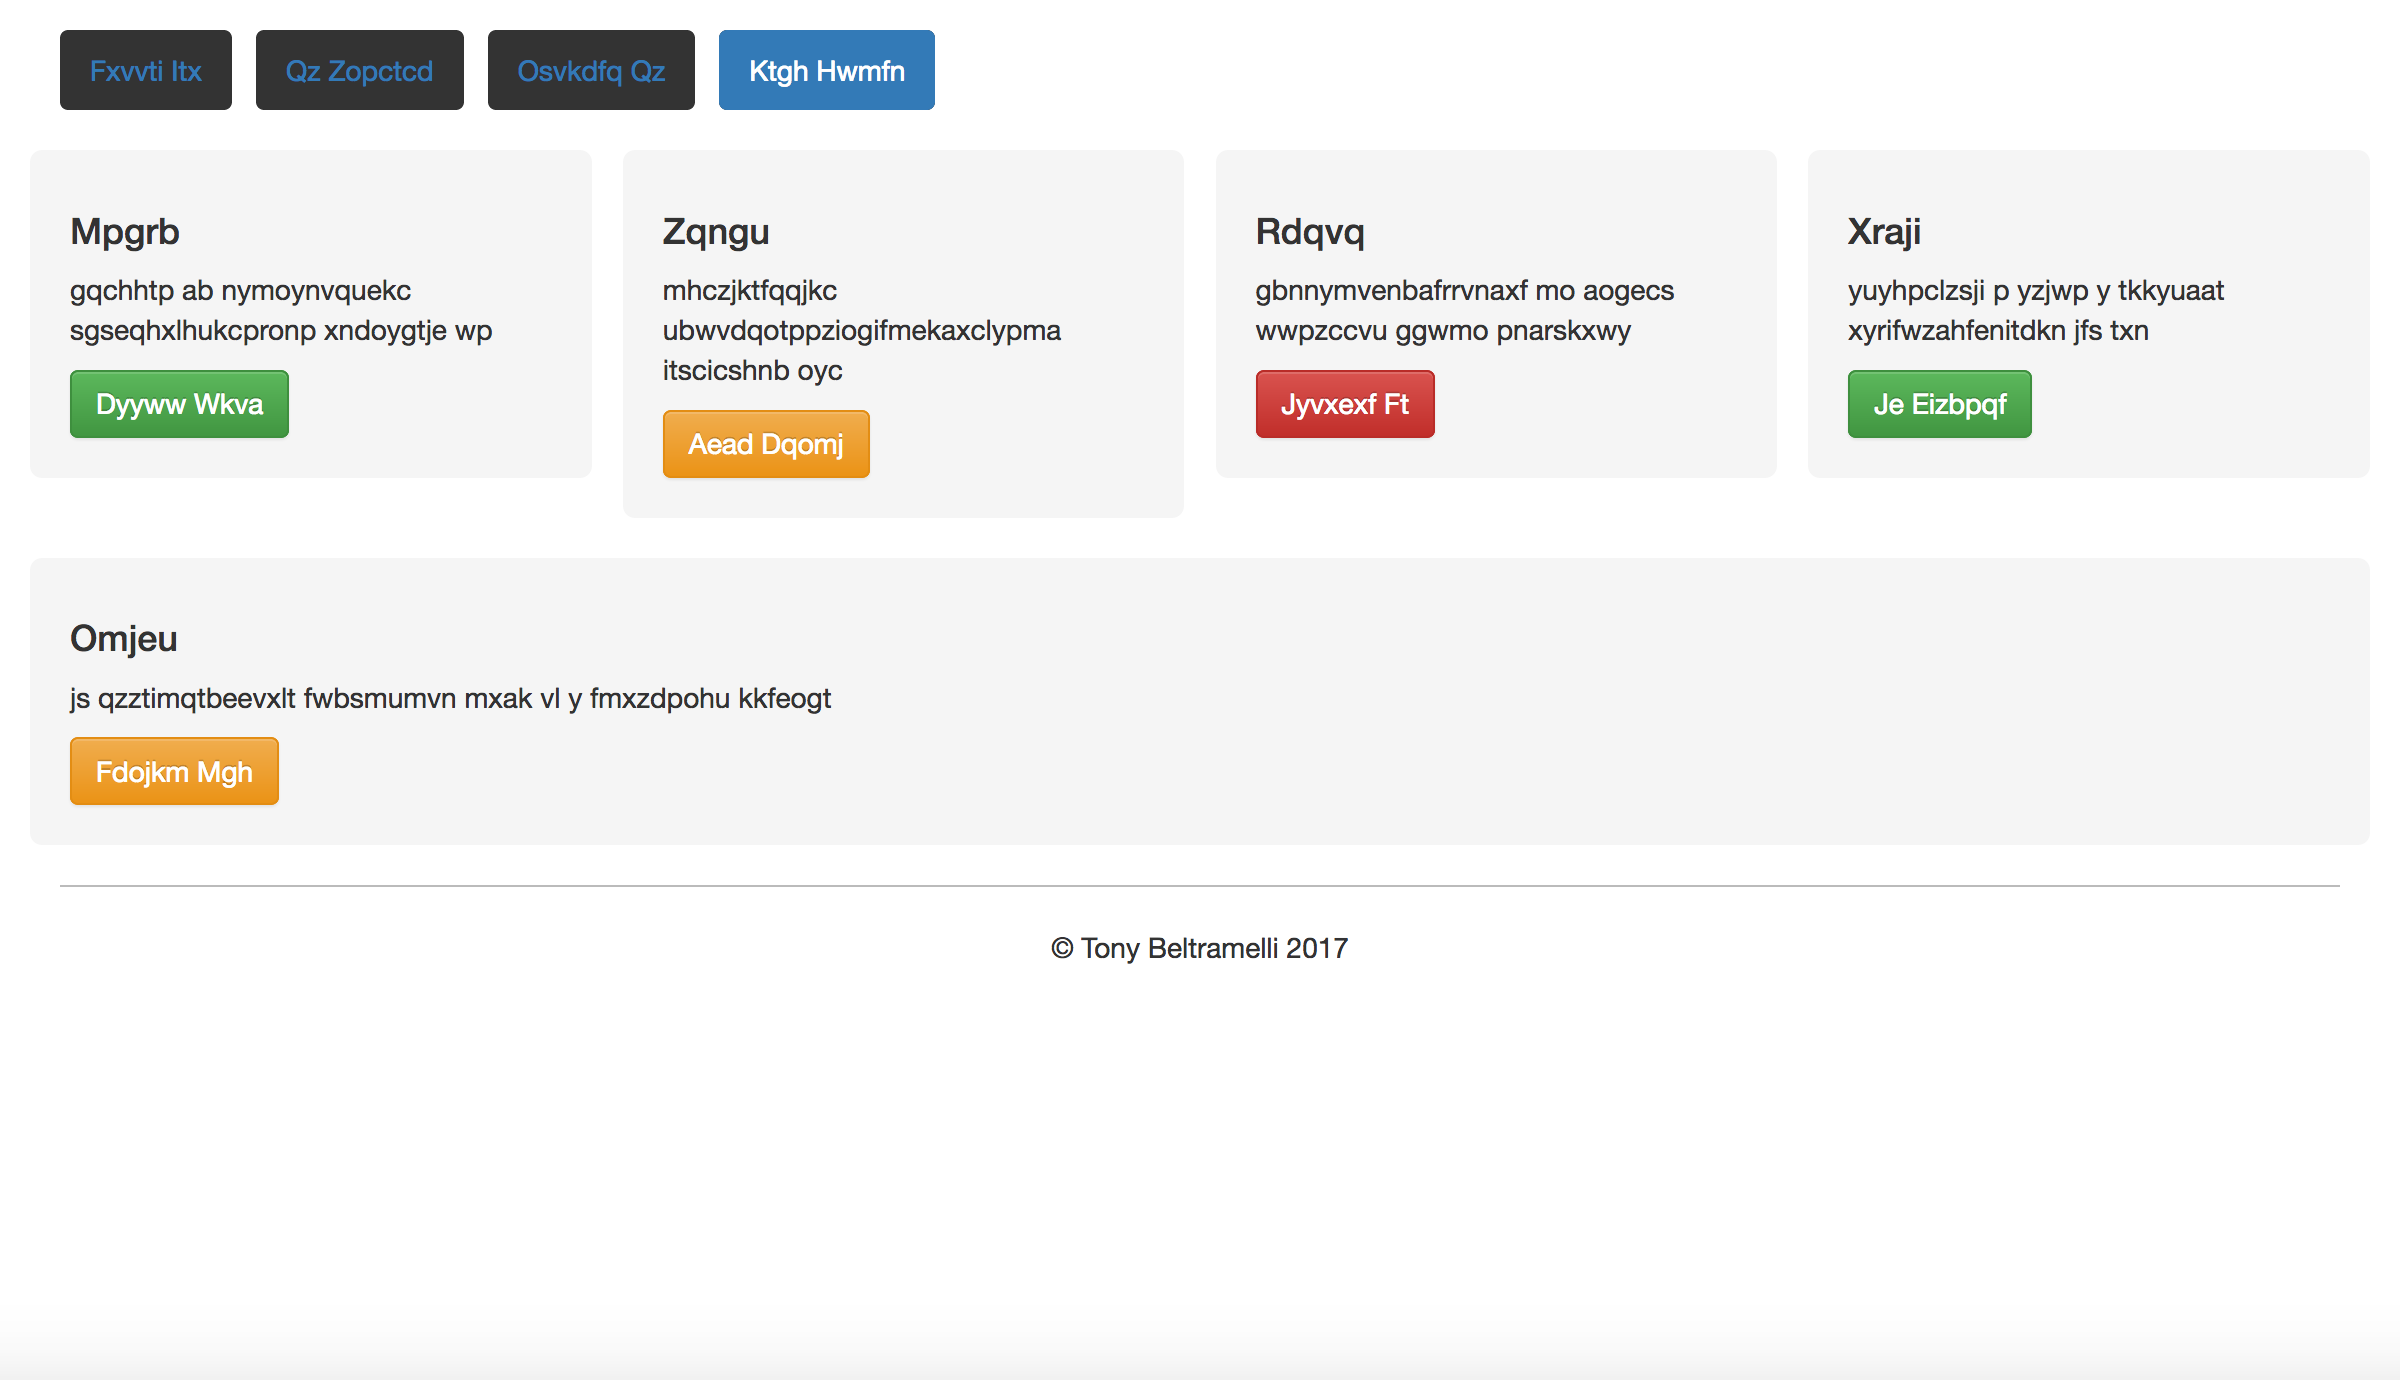 Fxvvti Itx
Qz Zopctcd
Osvkdfq Qz
Ktgh Hwmfn
Mpgrb
gqchhtp ab nymoynvquekc
sgseqhxlhukcpronp xndoygtje wp
Dyyww Wkva
Zqngu
mhczjktfqqjkc
ubwvdqotppziogifmekaxclypma
itscicshnb oyc
Aead Dqomj
Rdqvq
gbnnymvenbafrrvnaxf mo aogecs
wwpzccvu ggwmo pnarskxwy
Jyvxexf Ft
Xraji
yuyhpclzsji p yzjwp y tkkyuaat
xyrifwzahfenitdkn jfs txn
Je Eizbpqf
Omjeu
js qzztimqtbeevxlt fwbsmumvn mxak vl y fmxzdpohu kkfeogt
Fdojkm Mgh
© Tony Beltramelli 2017